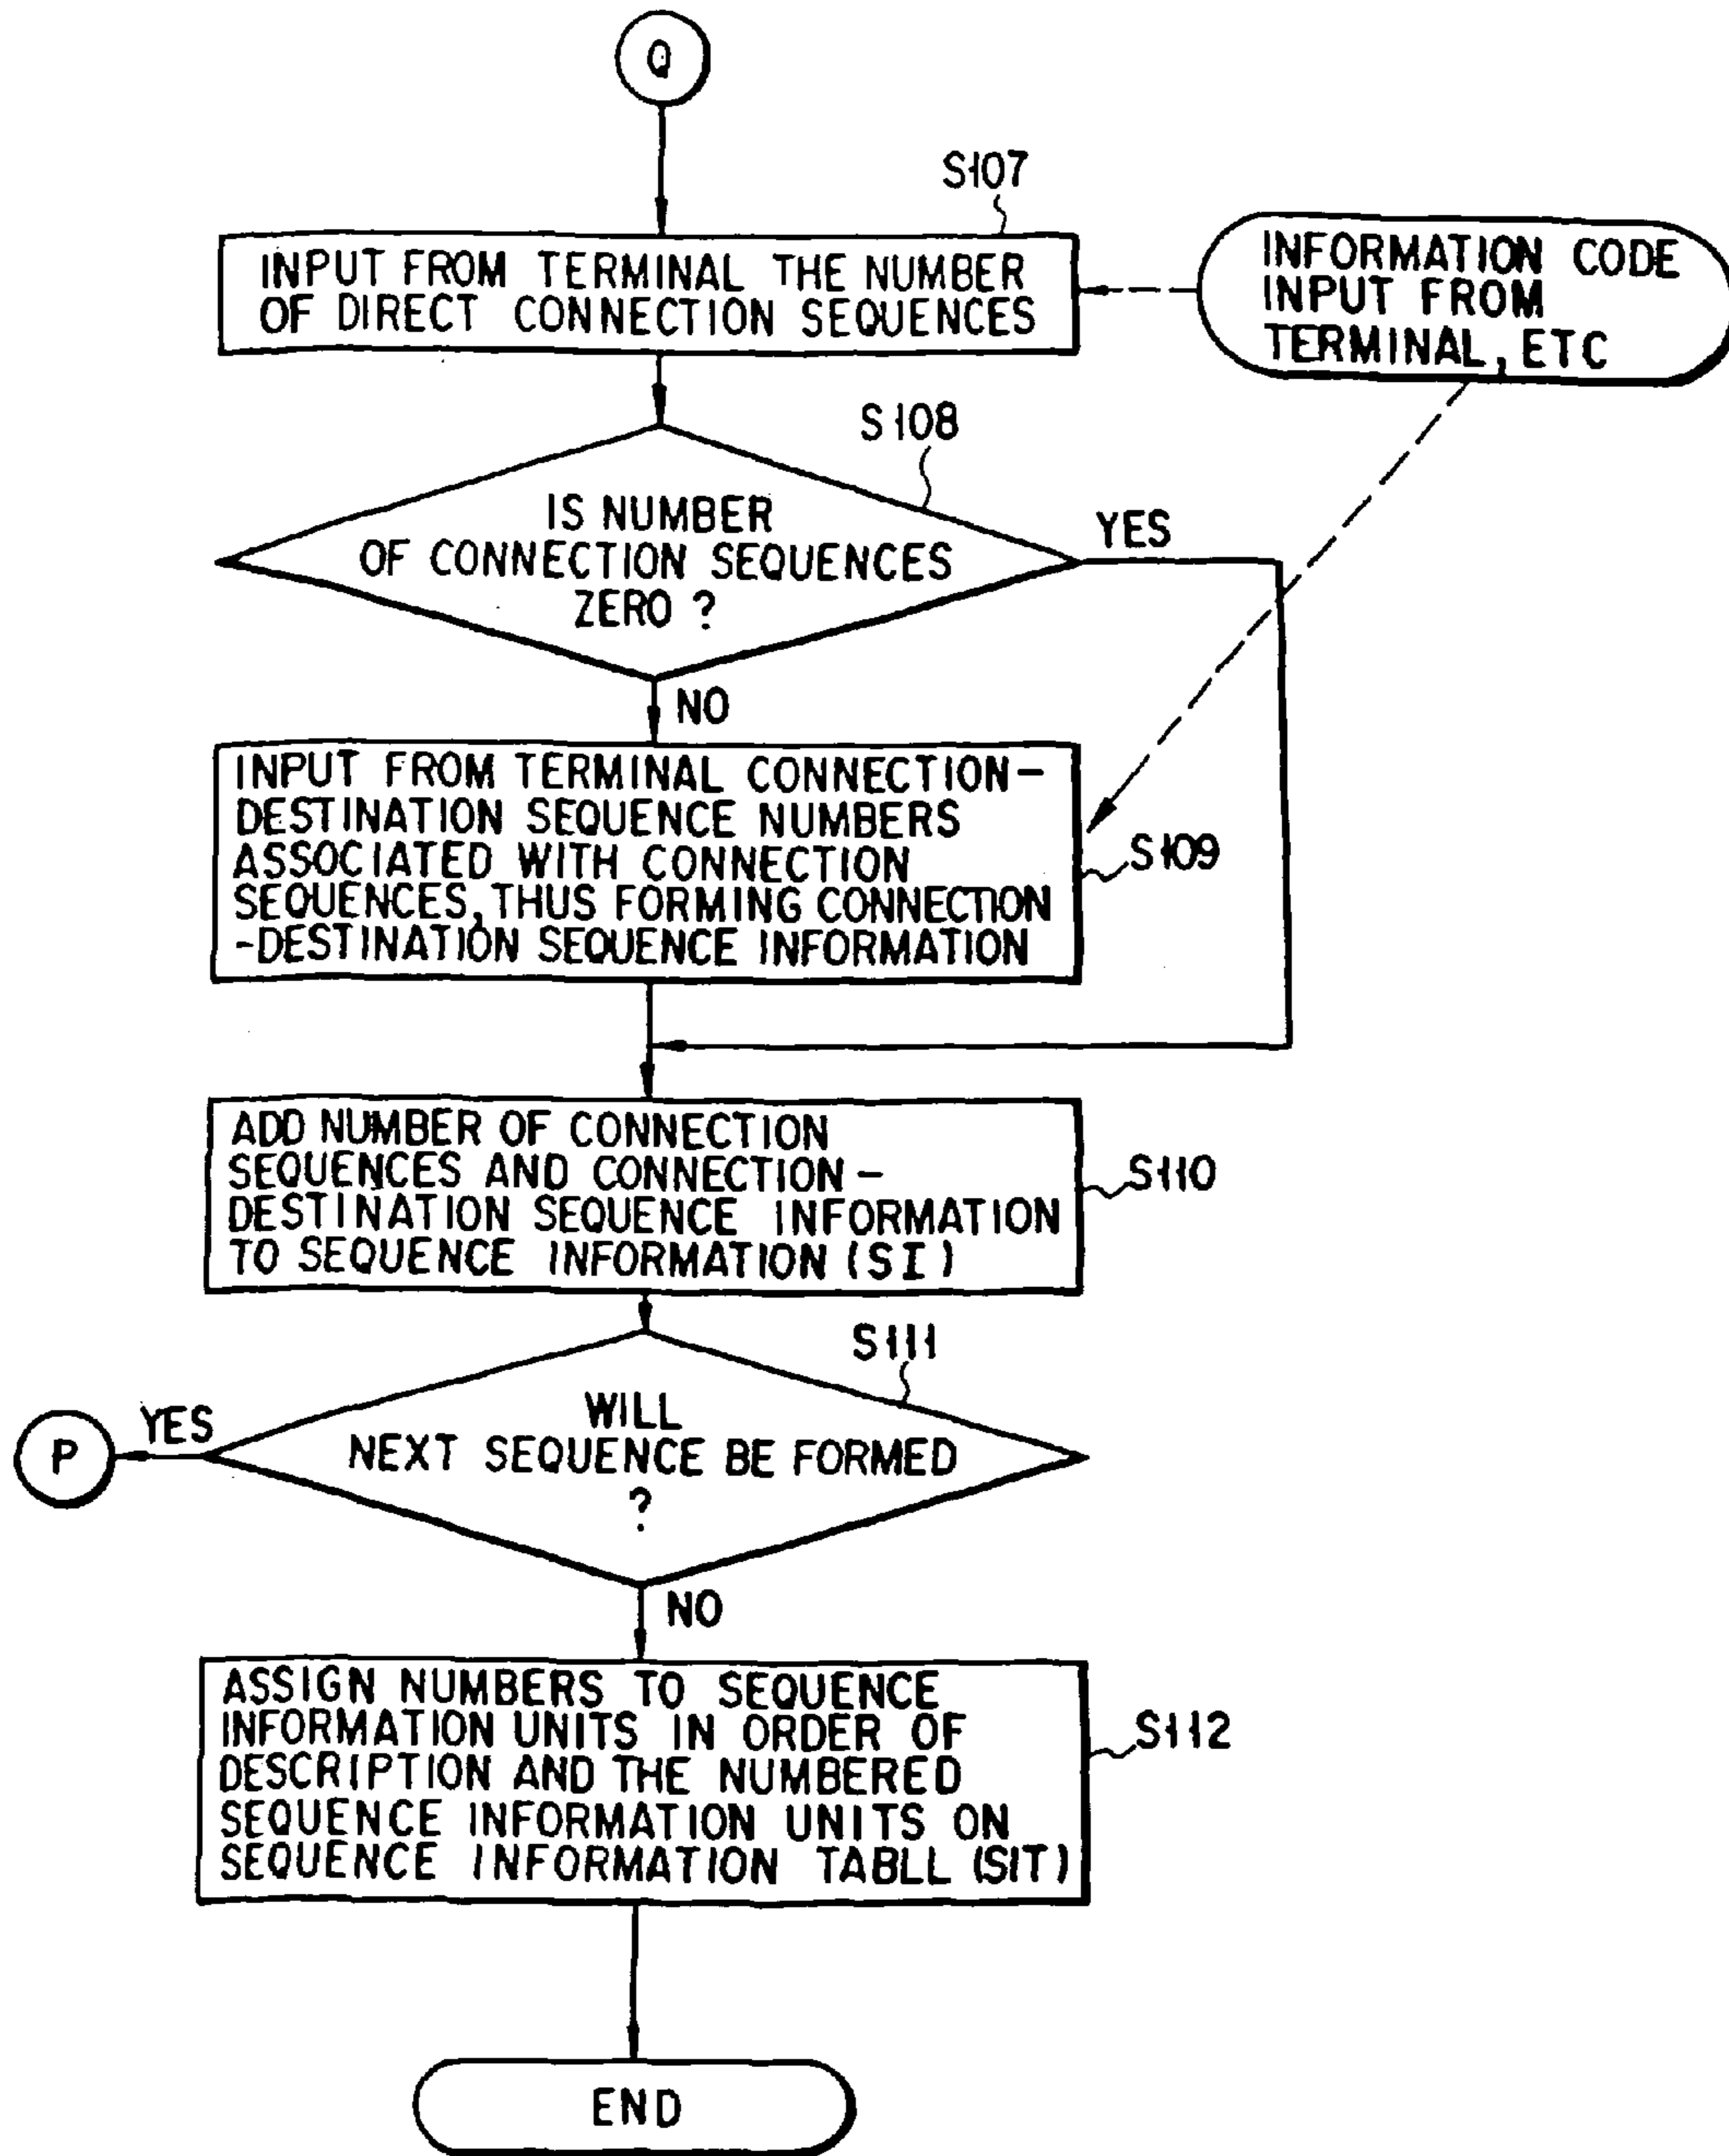 Q
S107
INPUT FROM TERMINAL THE NUMBER
OF DIRECT CONNECTION SEQUENCES
INFORMATION CODE
INPUT FROM
TERMINAL, ETC
S108
IS NUMBER
OF CONNECTION SEQUENCES
ZERO ?
YES
NO
INPUT FROM TERMINAL CONNECTION-
DESTINATION SEQUENCE NUMBERS
ASSOCIATED WITH CONNECTION
SEQUENCES, THUS FORMING CONNECTION
-DESTINATION SEQUENCE INFORMATION
S109
ADD NUMBER OF CONNECTION
SEQUENCES AND CONNECTION-
DESTINATION SEQUENCE INFORMATION
TO SEQUENCE INFORMATION (SI)
S110
S111
WILL
NEXT SEQUENCE BE FORMED
?
YES
P
NO
ASSIGN NUMBERS TO SEQUENCE
INFORMATION UNITS IN ORDER OF
DESCRIPTION AND THE NUMBERED
SEQUENCE INFORMATION UNITS ON
SEQUENCE INFORMATION TABLL (SIT)
S112
END